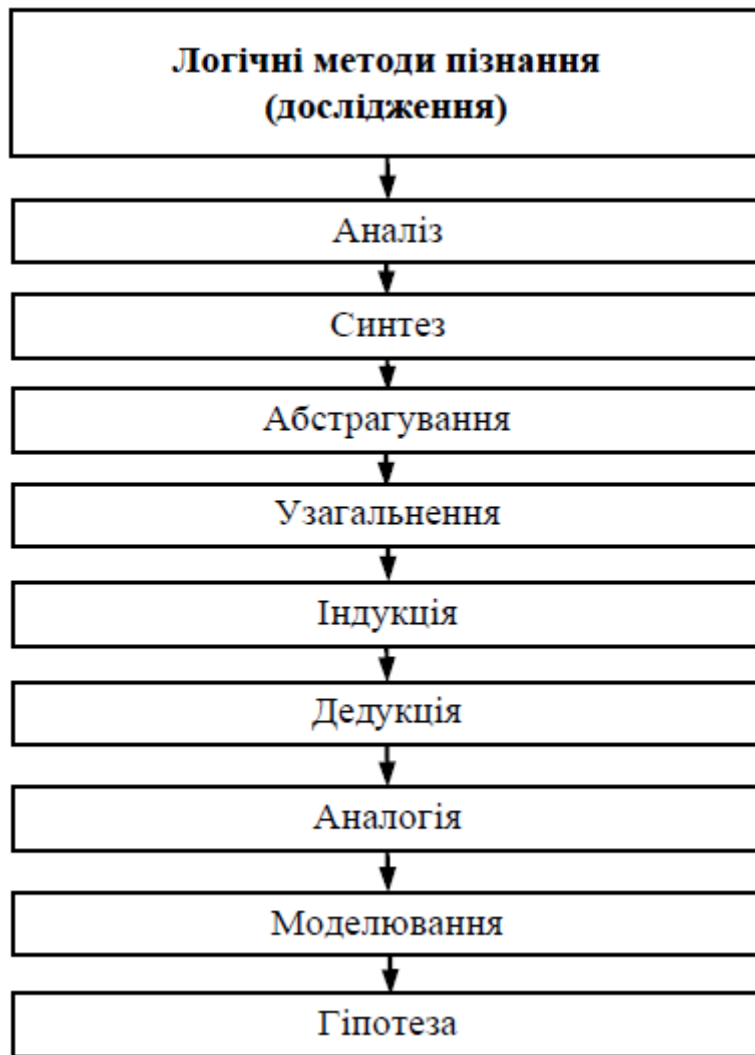 Логічні методи пізнання
(дослідження)
Аналіз
Синтез
Абстрагування
Узагальнення
Індукція
Дедукція
Аналогія
Моделювання
Гіпотеза